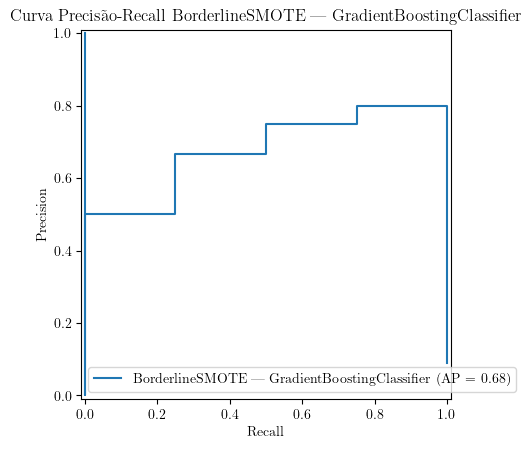 Curva Precisão-Recall BorderlineSMOTE — GradientBoostingClassifier
1.0
0.8
0.6
0.4
0.2
0.0
Precision
BorderlineSMOTE — GradientBoostingClassifier (AP = 0.68)
0.0 0.2 0.4 0.6 0.8 1.0
Recall